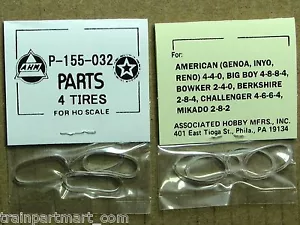 AHM
P-155-032
PARTS
4 TIRES
FOR HO SCALE
FOR:
AMERICAN (GENOA, INYO,
RENO) 4-4-0, BIG BOY 4-8-8-4,
BOWKER 2-4-0, BERKSHIRE
2-8-4, CHALLENGER 4-6-6-4,
MIKADO 2-8-2
ASSOCIATED HOBBY MFRS., INC.
401 East Tioga St., Phila., PA 19134
www.trainpartmart.com